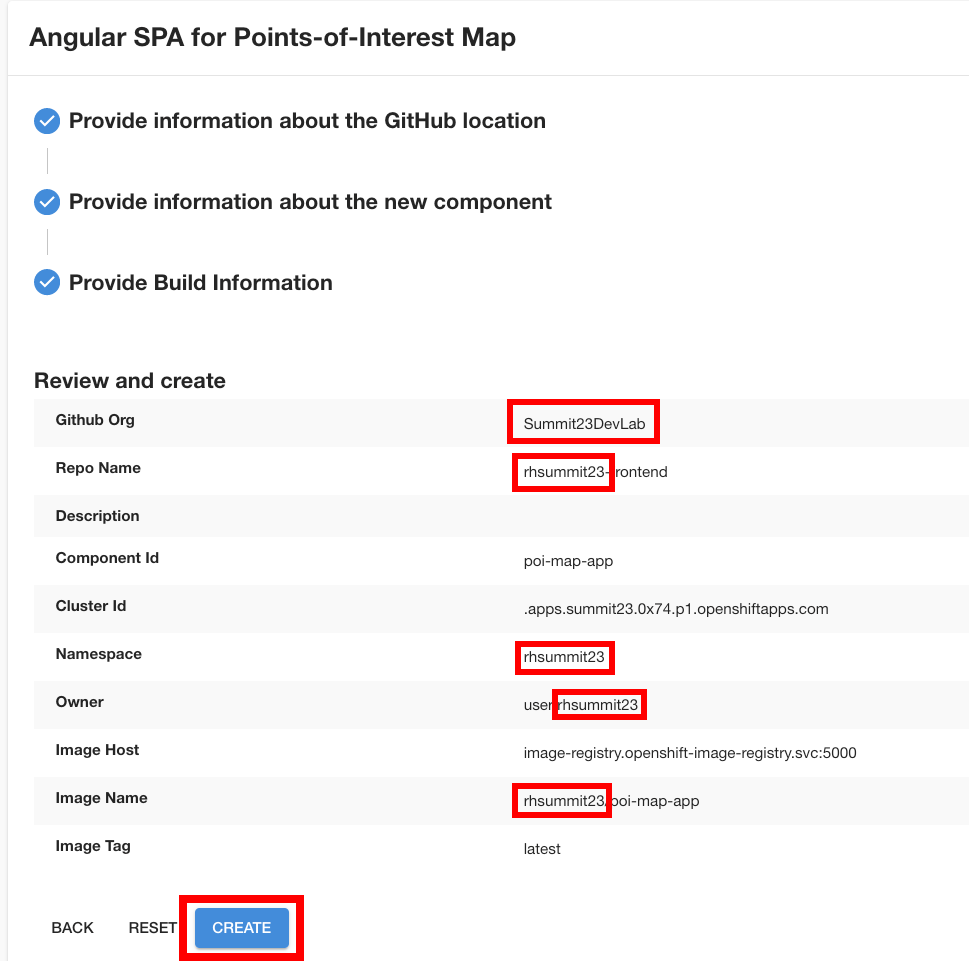 Angular SPA for Points-of-Interest Map
Provide information about the GitHub location
Provide information about the new component
Provide Build Information
Review and create
Github Org Summit23DevLab
Repo Name rhsummit23-frontend
Description
Component Id poi-map-app
Cluster Id .apps.summit23.0x74.p1.openshiftapps.com
Namespace rhsummit23
Owner user/rhsummit23
Image Host image-registry.openshift-image-registry.svc:5000
Image Name rhsummit23/poi-map-app
Image Tag latest
BACK RESET CREATE